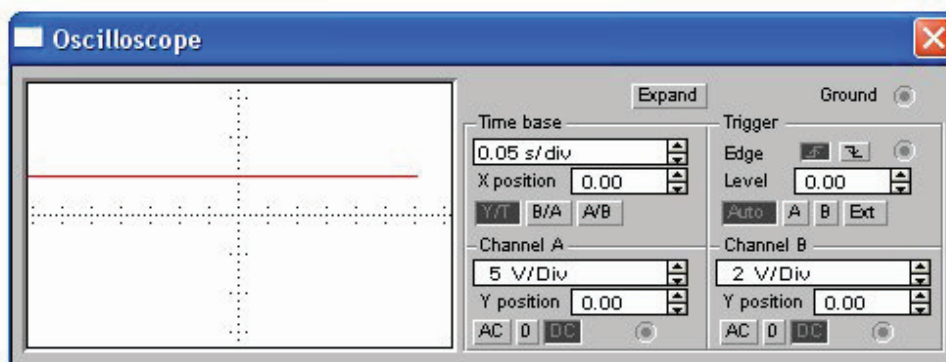 Oscilloscope
Expand Ground
Time base Trigger
0.05 s/div Edge
X position 0.00 Level 0.00
Y/T B/A A/B Auto A B Ext
Channel A Channel B
5 V/Div 2 V/Div
Y position 0.00 Y position 0.00
AC 0 DC AC 0 DC